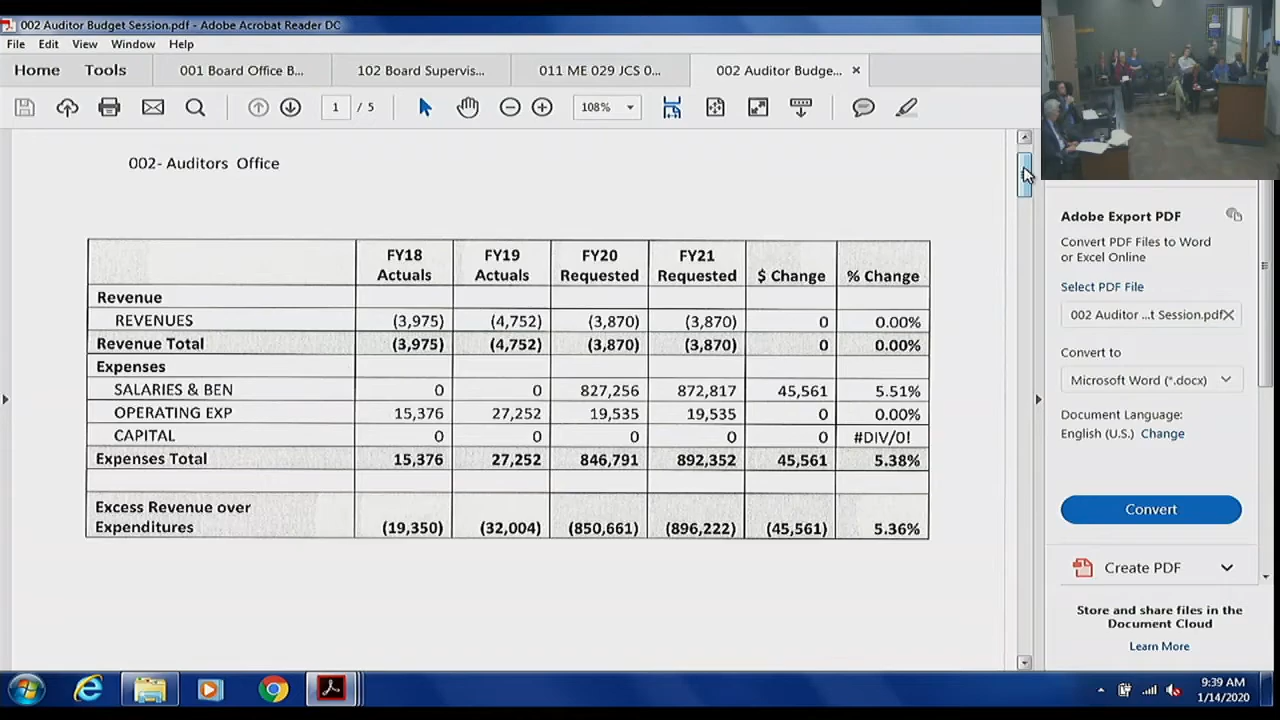 002 Auditor Budget Session.pdf - Adobe Acrobat Reader DC
File Edit View Window Help
Home Tools 001 Board Office B... 102 Board Supervis... 011 ME 029 JCS 0... 002 Auditor Budge... ×
1 / 5 108%
002- Auditors Office
FY18 Actuals FY19 Actuals FY20 Requested FY21 Requested $ Change % Change
Revenue
REVENUES (3,975) (4,752) (3,870) (3,870) 0 0.00%
Revenue Total (3,975) (4,752) (3,870) (3,870) 0 0.00%
Expenses
SALARIES & BEN 0 0 827,256 872,817 45,561 5.51%
OPERATING EXP 15,376 27,252 19,535 19,535 0 0.00%
CAPITAL 0 0 0 0 0 #DIV/0!
Expenses Total 15,376 27,252 846,791 892,352 45,561 5.38%
Excess Revenue over
Expenditures (19,350) (32,004) (850,661) (896,222) (45,561) 5.36%
Adobe Export PDF
Convert PDF Files to Word
or Excel Online
Select PDF File
002 Auditor ...t Session.pdf ×
Convert to
Microsoft Word (*.docx)
Document Language:
English (U.S.) Change
Convert
Create PDF
Store and share files in the
Document Cloud
Learn More
9:39 AM
1/14/2020